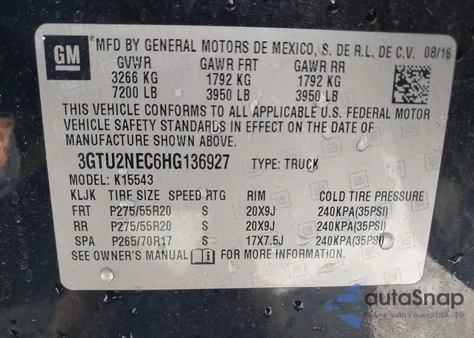 GM
MFD BY GENERAL MOTORS DE MEXICO, S. DE R.L. DE C.V. 08/16
GVWR GAWR FRT GAWR RR
3266 KG 1792 KG 1792 KG
7200 LB 3950 LB 3950 LB
THIS VEHICLE CONFORMS TO ALL APPLICABLE U.S. FEDERAL MOTOR
VEHICLE SAFETY STANDARDS IN EFFECT ON THE DATE OF
MANUFACTURE SHOWN ABOVE.
3GTU2NEC6HG136927 TYPE: TRUCK
MODEL: K15543
KLJK TIRE SIZE SPEED RTG RIM COLD TIRE PRESSURE
FRT P275/55R20 S 20X9J 240KPA(35PSI)
RR P275/55R20 S 20X9J 240KPA(35PSI)
SPA P265/70R17 S 17X7.5J 240KPA(35PSI)
SEE OWNER'S MANUAL FOR MORE INFORMATION.
autoSnap